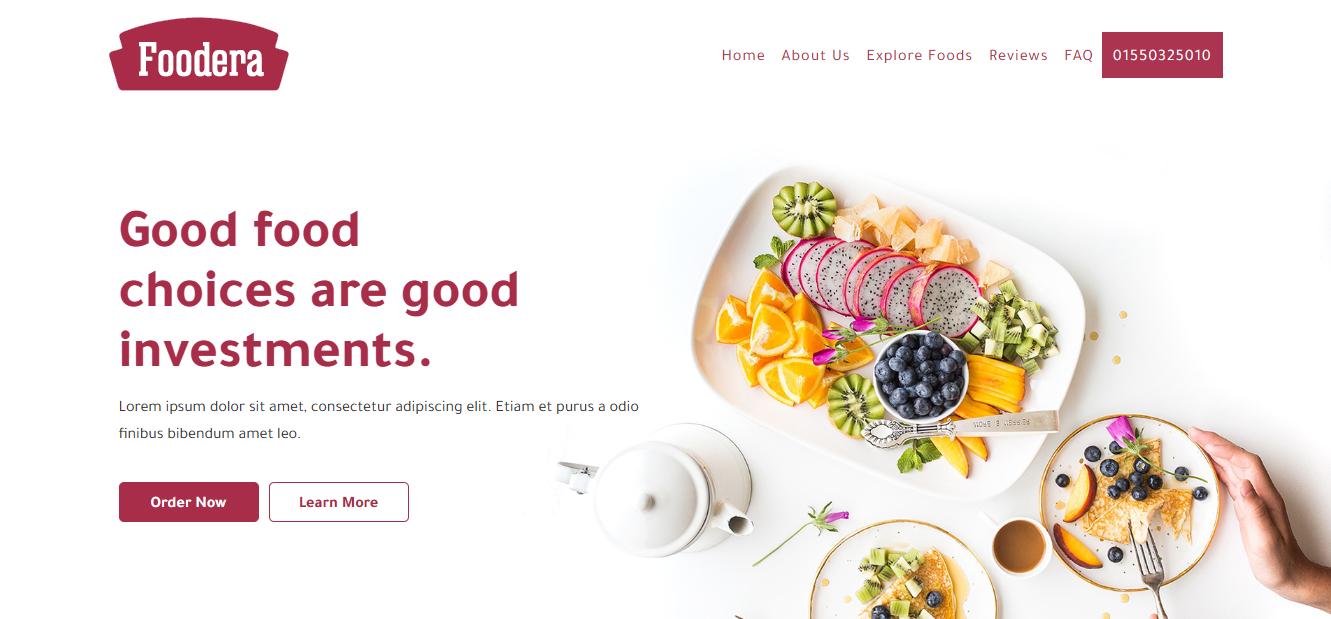 Foodera
Home About Us Explore Foods Reviews FAQ 01550325010
Good food
choices are good
investments.
Lorem ipsum dolor sit amet, consectetur adipiscing elit. Etiam et purus a odio
finibus bibendum amet leo.
Order Now Learn More